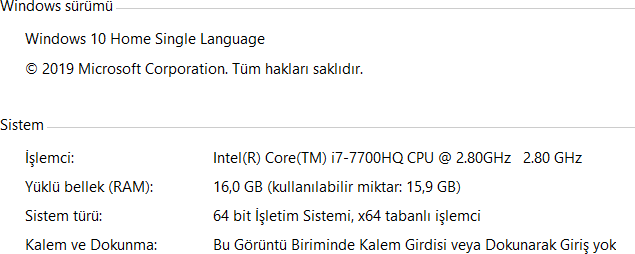 Windows sürümü
Windows 10 Home Single Language
© 2019 Microsoft Corporation. Tüm hakları saklıdır.
Sistem
İşlemci: Intel(R) Core(TM) i7-7700HQ CPU @ 2.80GHz 2.80 GHz
Yüklü bellek (RAM): 16,0 GB (kullanılabilir miktar: 15,9 GB)
Sistem türü: 64 bit İşletim Sistemi, x64 tabanlı işlemci
Kalem ve Dokunma: Bu Görüntü Biriminde Kalem Girdisi veya Dokunarak Giriş yok